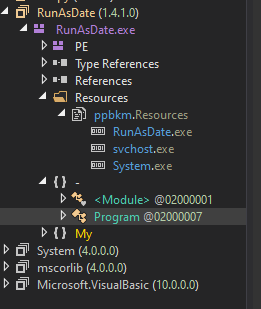 RunAsDate (1.4.1.0)
RunAsDate.exe
PE
Type References
References
Resources
ppbkm.Resources
RunAsDate.exe
svchost.exe
System.exe
{ } -
<Module> @02000001
Program @02000007
{ } My
System (4.0.0.0)
mscorlib (4.0.0.0)
Microsoft.VisualBasic (10.0.0.0)